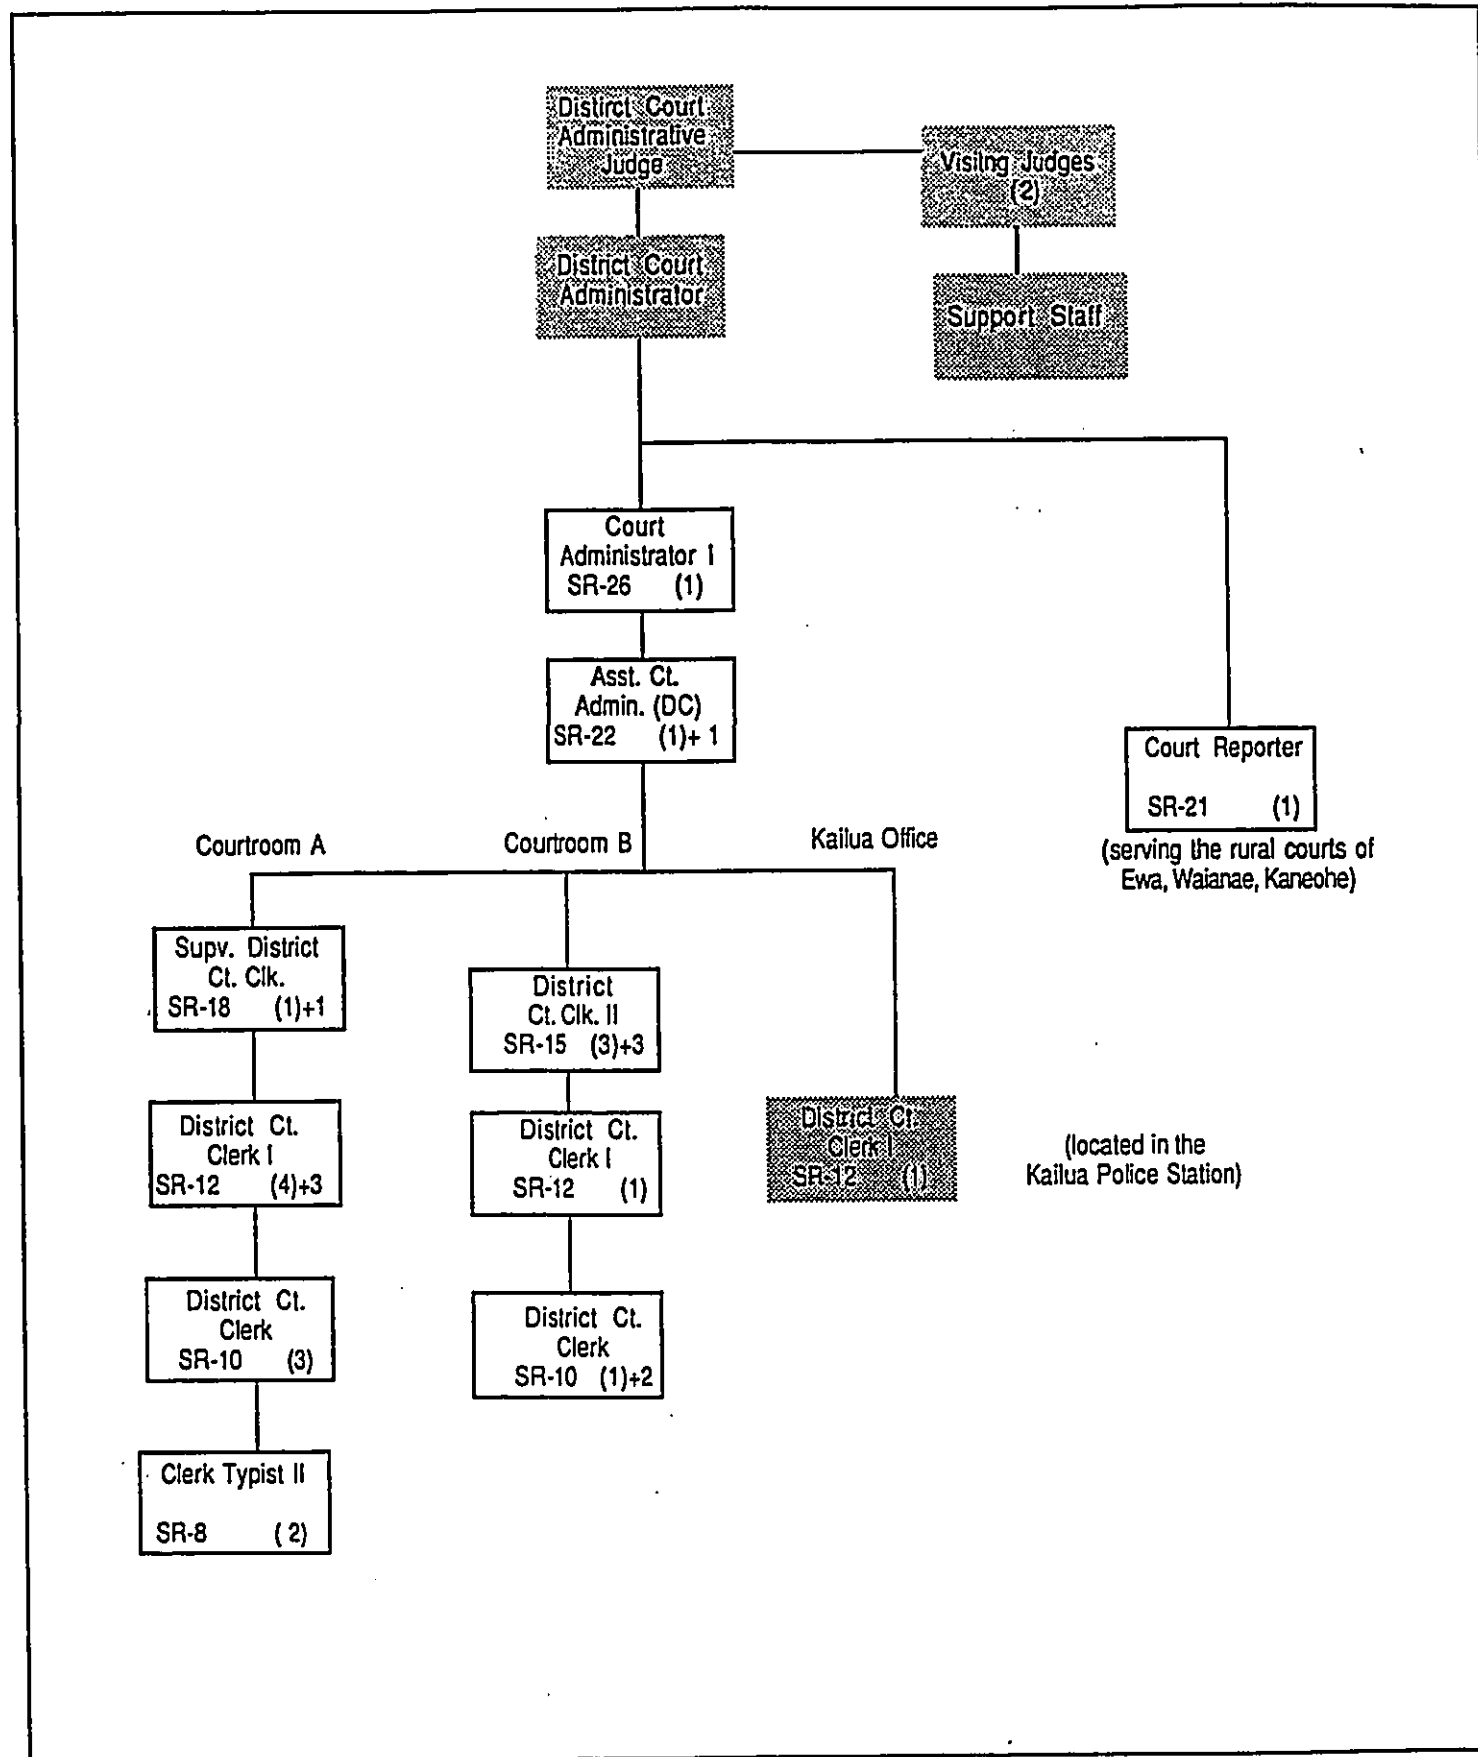 Distirct Court
Administrative
Judge
Visilng Judges
(2)
District Court
Administrator
Support Staff
Court
Administrator I
SR-26 (1)
Asst. Ct.
Admin. (DC)
SR-22 (1)+ 1
Court Reporter
SR-21 (1)
(serving the rural courts of
Ewa, Waianae, Kaneohe)
Courtroom A
Courtroom B
Kailua Office
Supv. District
Ct. Clk.
SR-18 (1)+1
District Ct.
Clerk I
SR-12 (4)+3
District Ct.
Clerk
SR-10 (3)
Clerk Typist II
SR-8 ( 2)
District
Ct. Clk. II
SR-15 (3)+3
District Ct.
Clerk I
SR-12 (1)
District Ct.
Clerk
SR-10 (1)+2
District Ct.
Clerk I
SR-12 (1)
(located in the
Kailua Police Station)